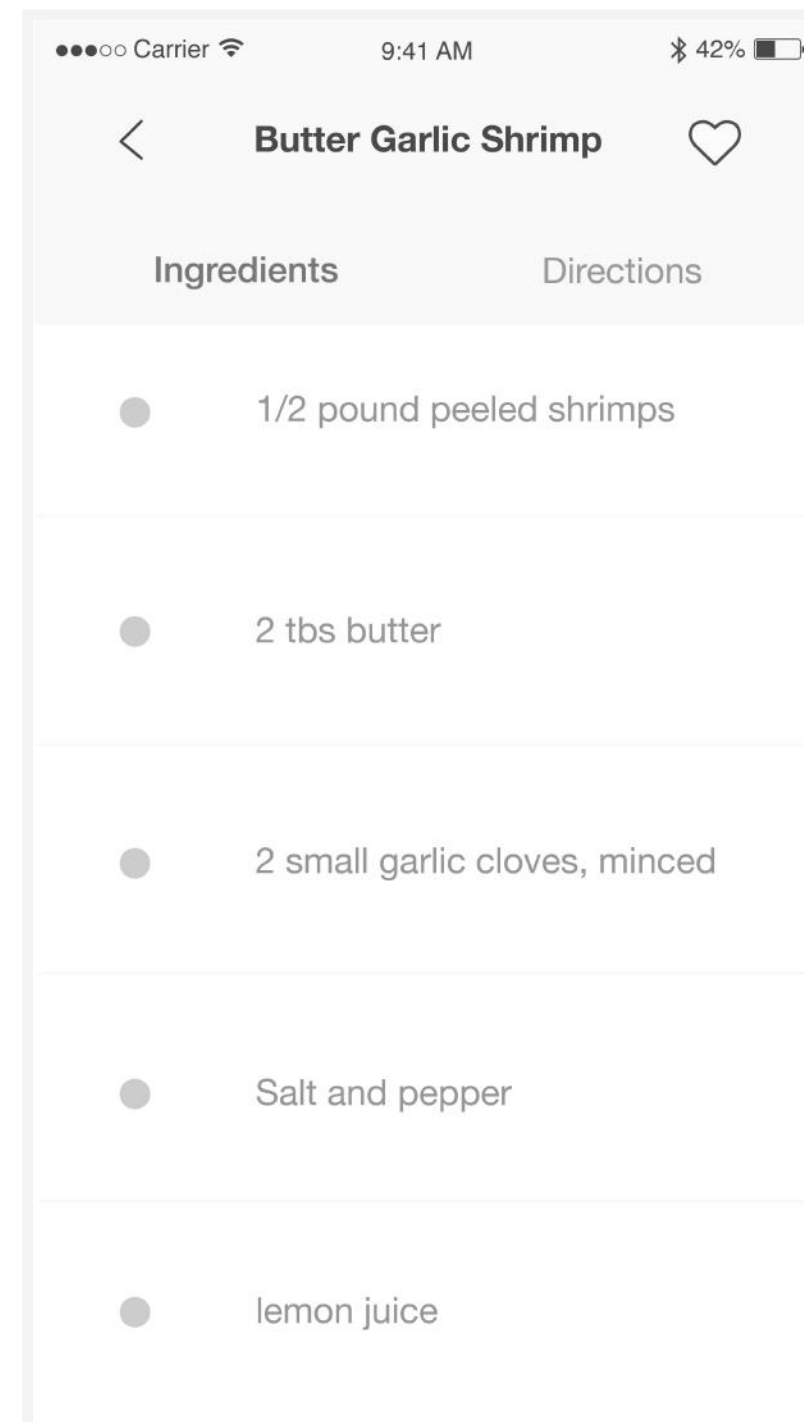 Carrier 9:41 AM 42%
Butter Garlic Shrimp
Ingredients Directions
1/2 pound peeled shrimps
2 tbs butter
2 small garlic cloves, minced
Salt and pepper
lemon juice